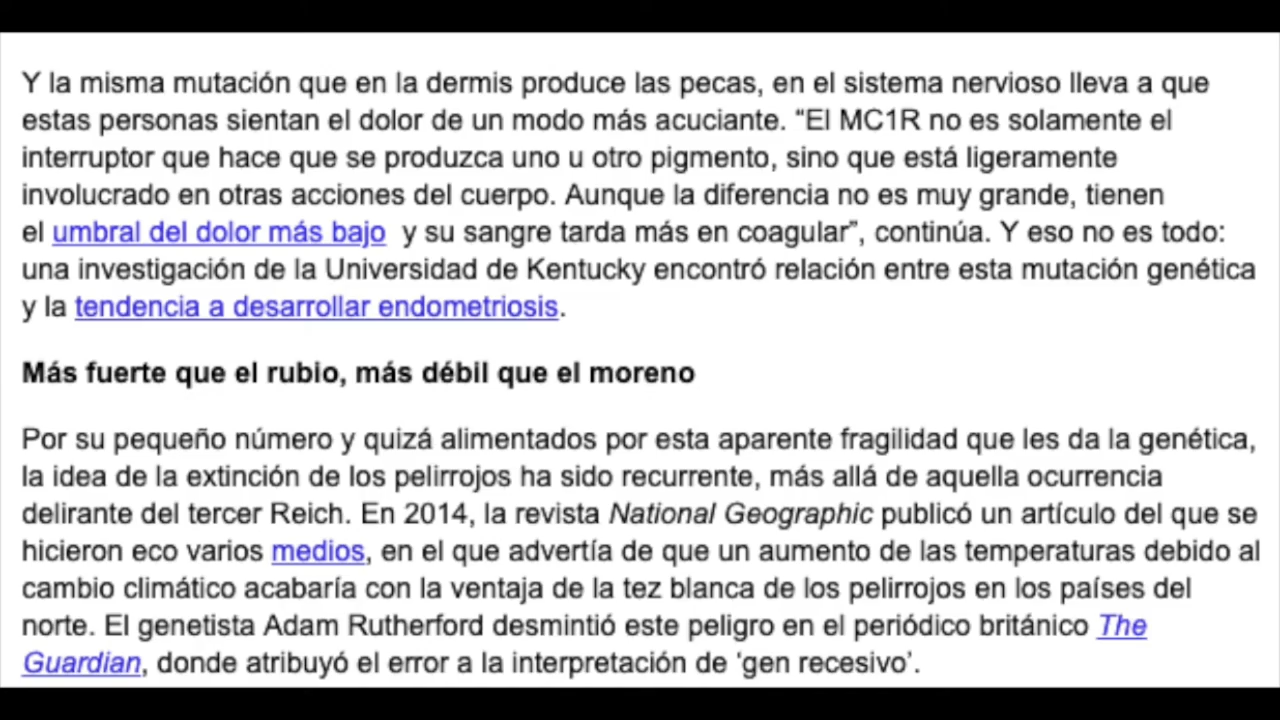 Y la misma mutación que en la dermis produce las pecas, en el sistema nervioso lleva a que
estas personas sientan el dolor de un modo más acuciante. “El MC1R no es solamente el
interruptor que hace que se produzca uno u otro pigmento, sino que está ligeramente
involucrado en otras acciones del cuerpo. Aunque la diferencia no es muy grande, tienen
el umbral del dolor más bajo y su sangre tarda más en coagular”, continúa. Y eso no es todo:
una investigación de la Universidad de Kentucky encontró relación entre esta mutación genética
y la tendencia a desarrollar endometriosis.
Más fuerte que el rubio, más débil que el moreno
Por su pequeño número y quizá alimentados por esta aparente fragilidad que les da la genética,
la idea de la extinción de los pelirrojos ha sido recurrente, más allá de aquella ocurrencia
delirante del tercer Reich. En 2014, la revista National Geographic publicó un artículo del que se
hicieron eco varios medios, en el que advertía de que un aumento de las temperaturas debido al
cambio climático acabaría con la ventaja de la tez blanca de los pelirrojos en los países del
norte. El genetista Adam Rutherford desmintió este peligro en el periódico británico The
Guardian, donde atribuyó el error a la interpretación de ‘gen recesivo’.